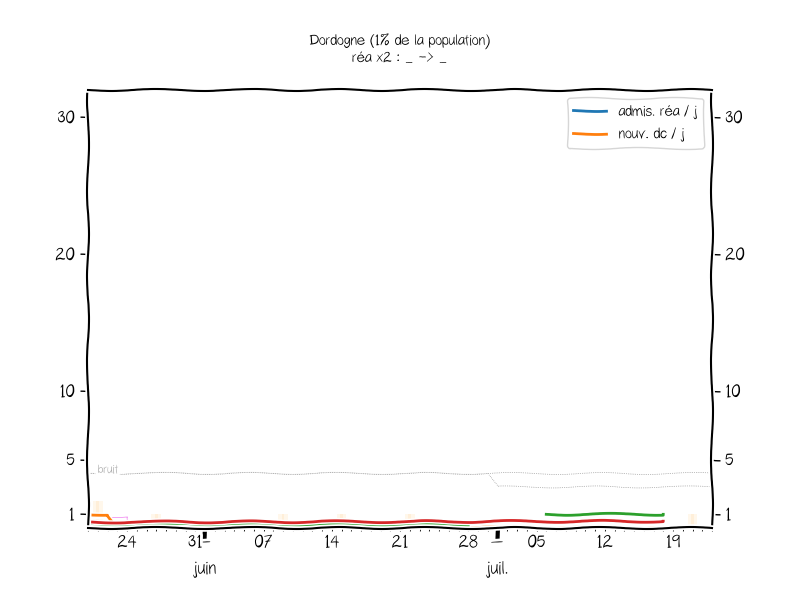 Dordogne (1% de la population)
réa x2 : _ -> _
admis. réa / j
nouv. dc / j
30
30
20
20
10
10
5
5
bruit
1
1
24
31
07
14
21
28
05
12
19
juin
juil.